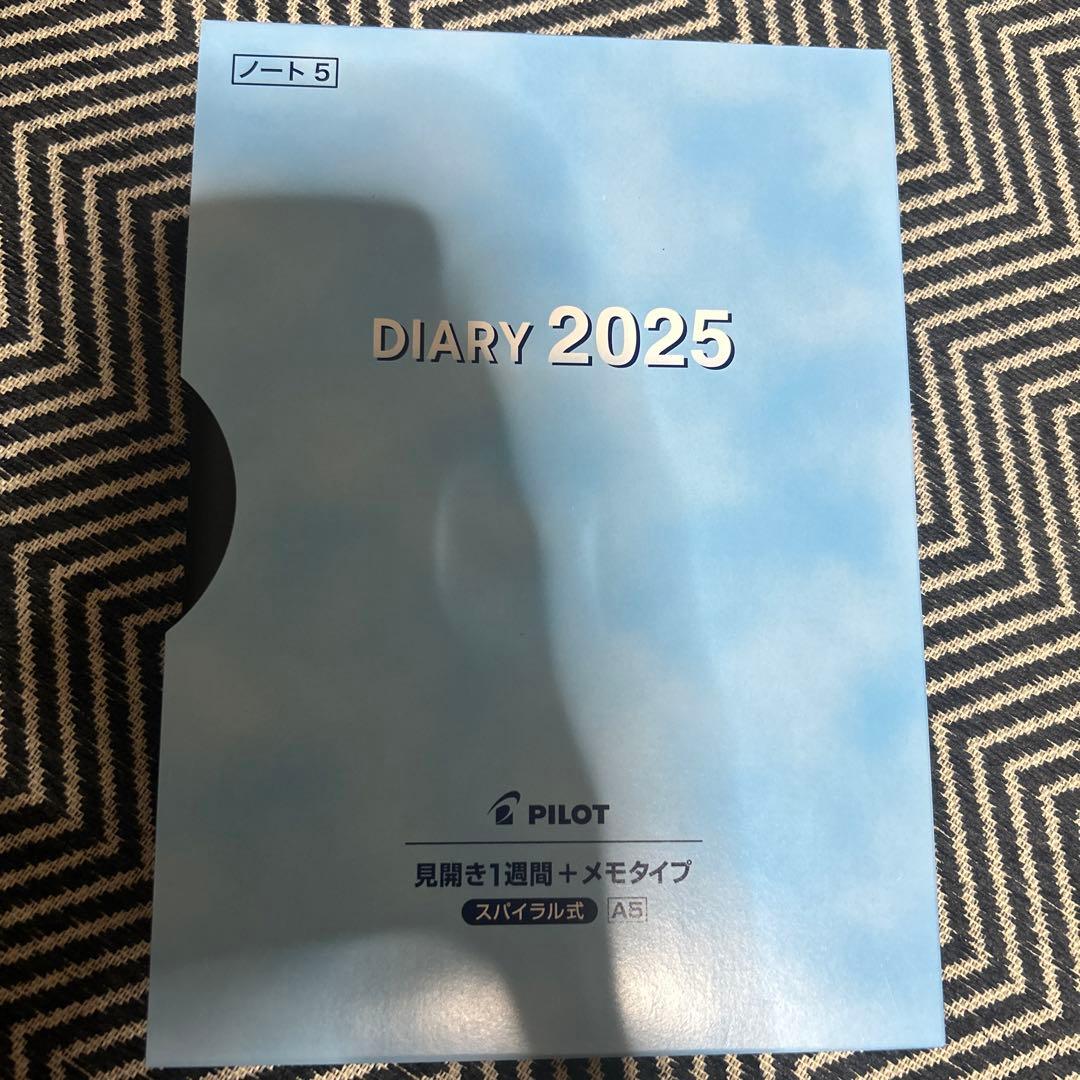 ノート 5
DIARY 2025
PILOT
見開き1週間+メモタイプ
スパイラル式 A5